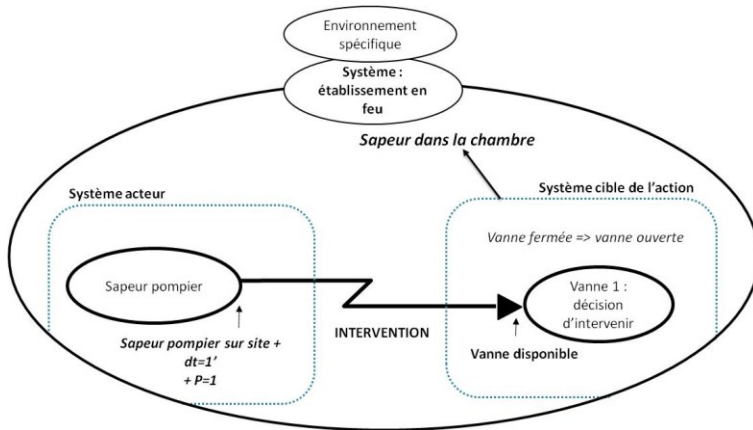 Environnement
spécifique
Système :
établissement en
feu
Sapeur dans la chambre
Système acteur
Système cible de l'action
Vanne fermée => vanne ouverte
Sapeur pompier
Vanne 1 :
décision
d'intervenir
INTERVENTION
Vanne disponible
Sapeur pompier sur site +
dt=1'
+ P=1